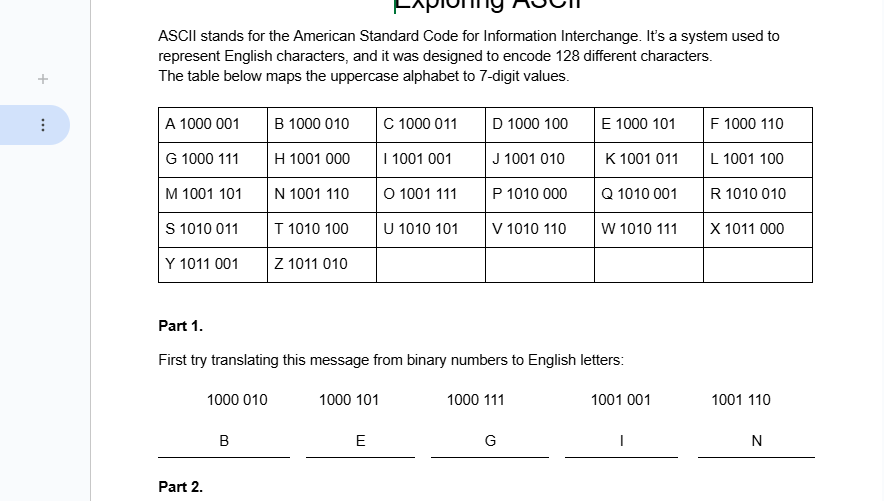 Exploring ASCII
ASCII stands for the American Standard Code for Information Interchange. It's a system used to
represent English characters, and it was designed to encode 128 different characters.
The table below maps the uppercase alphabet to 7-digit values.
A 1000 001 B 1000 010 C 1000 011 D 1000 100 E 1000 101 F 1000 110
G 1000 111 H 1001 000 I 1001 001 J 1001 010 K 1001 011 L 1001 100
M 1001 101 N 1001 110 O 1001 111 P 1010 000 Q 1010 001 R 1010 010
S 1010 011 T 1010 100 U 1010 101 V 1010 110 W 1010 111 X 1011 000
Y 1011 001 Z 1011 010
Part 1.
First try translating this message from binary numbers to English letters:
1000 010 1000 101 1000 111 1001 001 1001 110
B E G I N
Part 2.